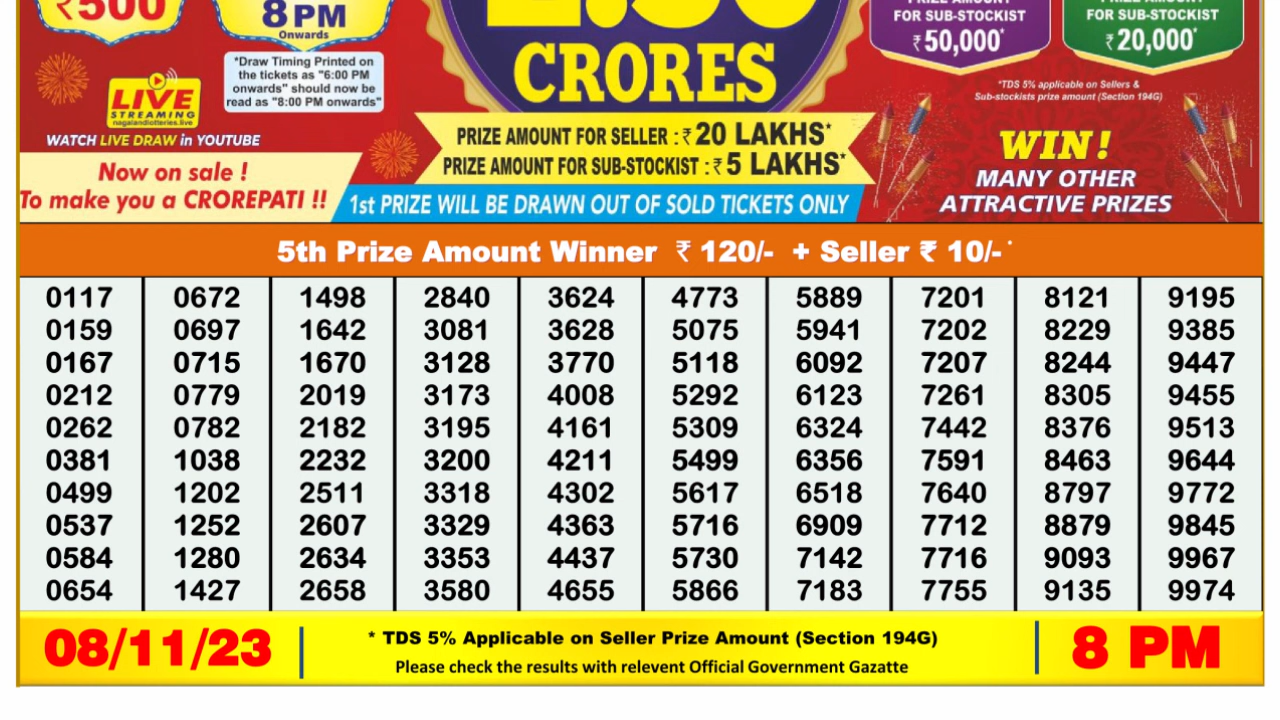 ₹500
8 PM
Onwards
*Draw Timing Printed on
the tickets as "6:00 PM
onwards" should now be
read as "8:00 PM onwards"
LIVE
STREAMING
nagalandlotteries.live
WATCH LIVE DRAW in YOUTUBE
Now on sale !
To make you a CROREPATI !!
CRORES
PRIZE AMOUNT FOR SELLER : ₹ 20 LAKHS*
PRIZE AMOUNT FOR SUB-STOCKIST : ₹ 5 LAKHS*
1st PRIZE WILL BE DRAWN OUT OF SOLD TICKETS ONLY
PRIZE AMOUNT
FOR SUB-STOCKIST
₹ 50,000*
PRIZE AMOUNT
FOR SUB-STOCKIST
₹ 20,000*
*TDS 5% applicable on Sellers &
Sub-stockists prize amount (Section 194G)
WIN !
MANY OTHER
ATTRACTIVE PRIZES
5th Prize Amount Winner ₹ 120/- + Seller ₹ 10/-*
0117 0672 1498 2840 3624 4773 5889 7201 8121 9195
0159 0697 1642 3081 3628 5075 5941 7202 8229 9385
0167 0715 1670 3128 3770 5118 6092 7207 8244 9447
0212 0779 2019 3173 4008 5292 6123 7261 8305 9455
0262 0782 2182 3195 4161 5309 6324 7442 8376 9513
0381 1038 2232 3200 4211 5499 6356 7591 8463 9644
0499 1202 2511 3318 4302 5617 6518 7640 8797 9772
0537 1252 2607 3329 4363 5716 6909 7712 8879 9845
0584 1280 2634 3353 4437 5730 7142 7716 9093 9967
0654 1427 2658 3580 4655 5866 7183 7755 9135 9974
08/11/23
* TDS 5% Applicable on Seller Prize Amount (Section 194G)
Please check the results with relevent Official Government Gazatte
8 PM